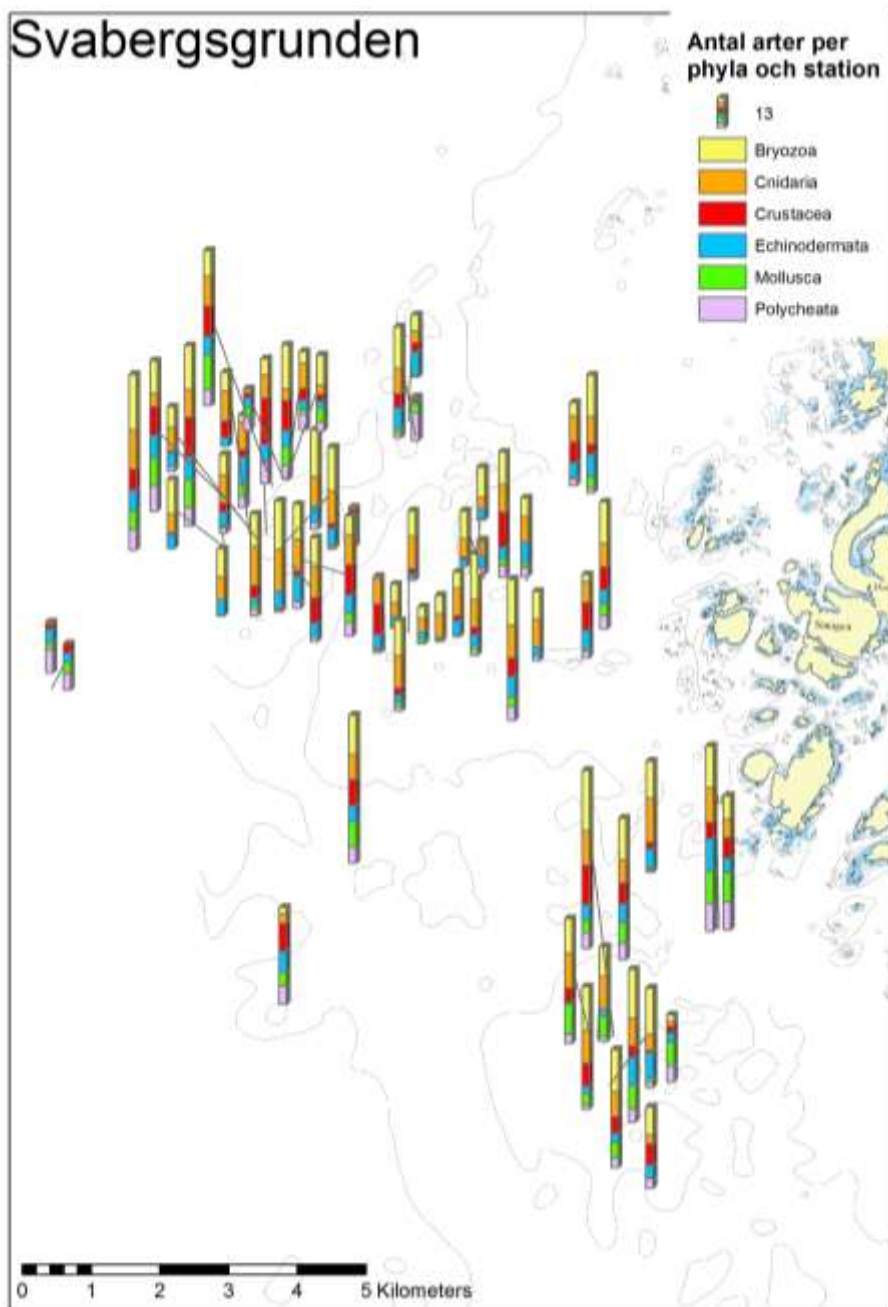 Svabergsgrunden
Antal arter per
phyla och station
13
Bryozoa
Cnidaria
Crustacea
Echinodermata
Mollusca
Polycheata
0 1 2 3 4 5 Kilometers